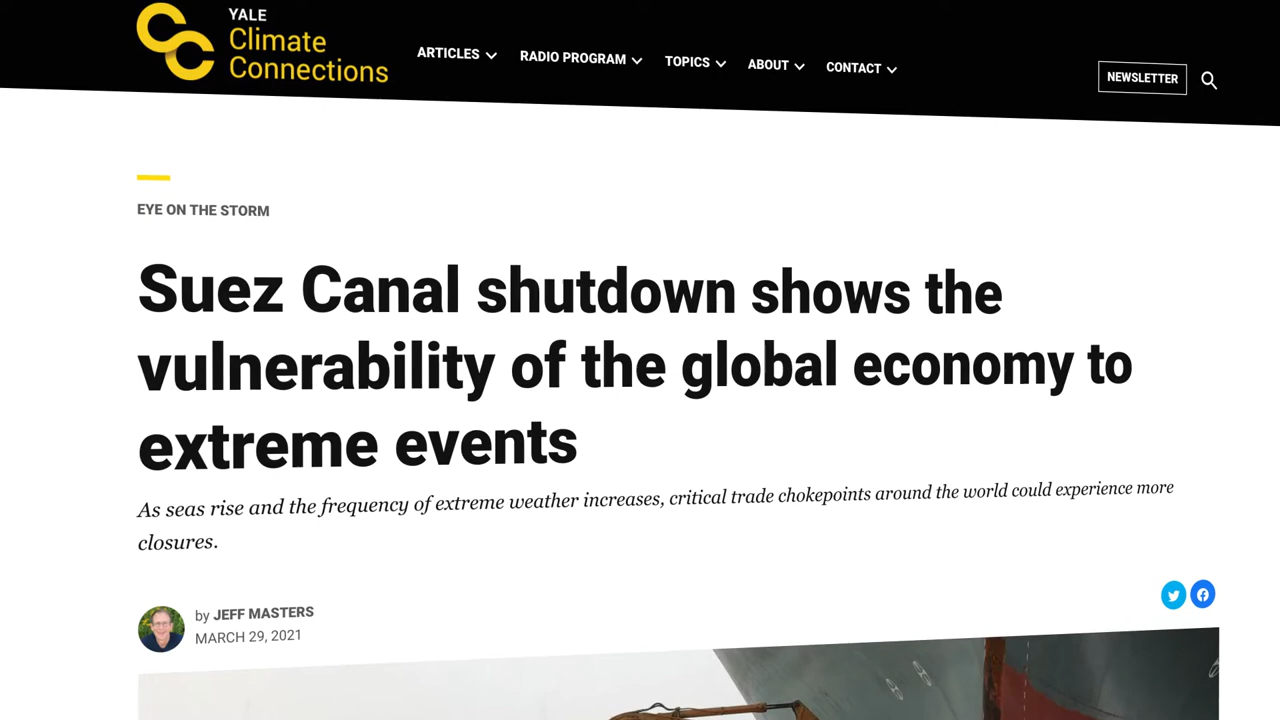 YALE
Climate
Connections
ARTICLES
RADIO PROGRAM
TOPICS
ABOUT
CONTACT
NEWSLETTER
EYE ON THE STORM
Suez Canal shutdown shows the
vulnerability of the global economy to
extreme events
As seas rise and the frequency of extreme weather increases, critical trade chokepoints around the world could experience more
closures.
by JEFF MASTERS
MARCH 29, 2021